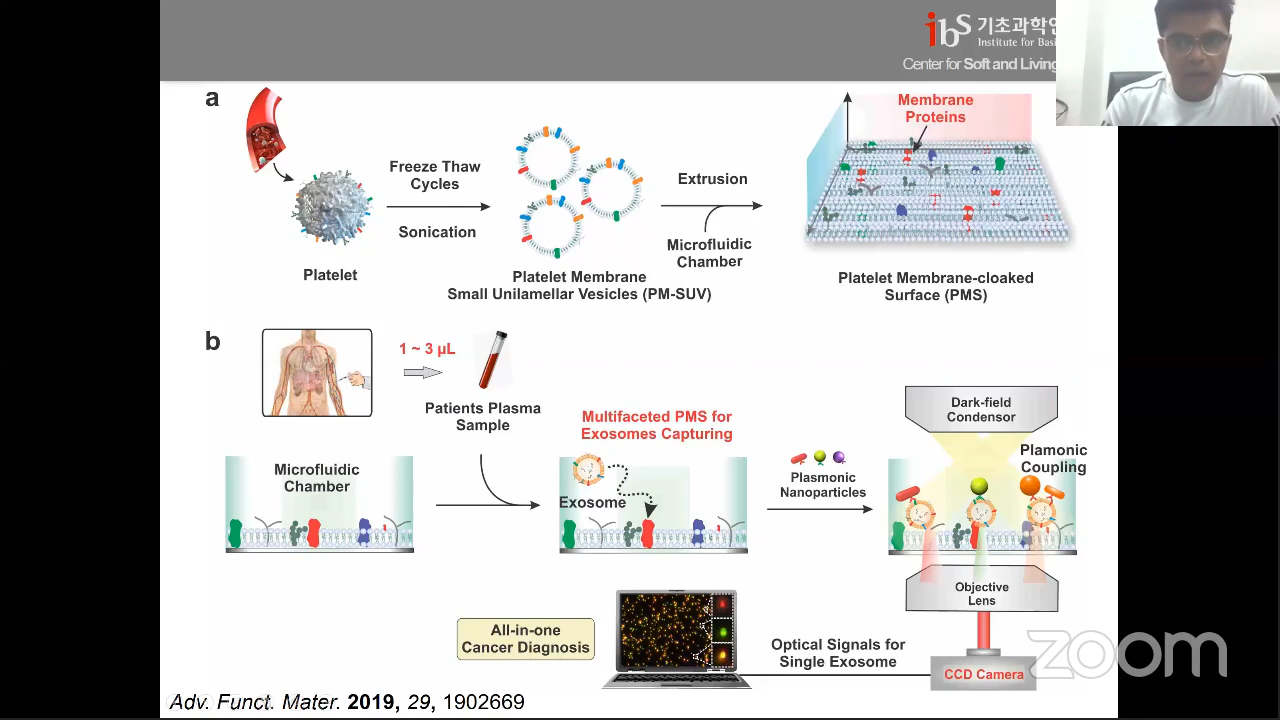 ibS 기초과학연
Institute for Basi
Center for Soft and Living
a
Membrane
Proteins
Freeze Thaw
Cycles
Sonication
Extrusion
Microfluidic
Chamber
Platelet
Platelet Membrane
Small Unilamellar Vesicles (PM-SUV)
Platelet Membrane-cloaked
Surface (PMS)
b
1 ~ 3 µL
Patients Plasma
Sample
Microfluidic
Chamber
Multifaceted PMS for
Exosomes Capturing
Exosome
Plasmonic
Nanoparticles
Dark-field
Condensor
Plamonic
Coupling
Objective
Lens
CCD Camera
Optical Signals for
Single Exosome
All-in-one
Cancer Diagnosis
zoom
Adv. Funct. Mater. 2019, 29, 1902669